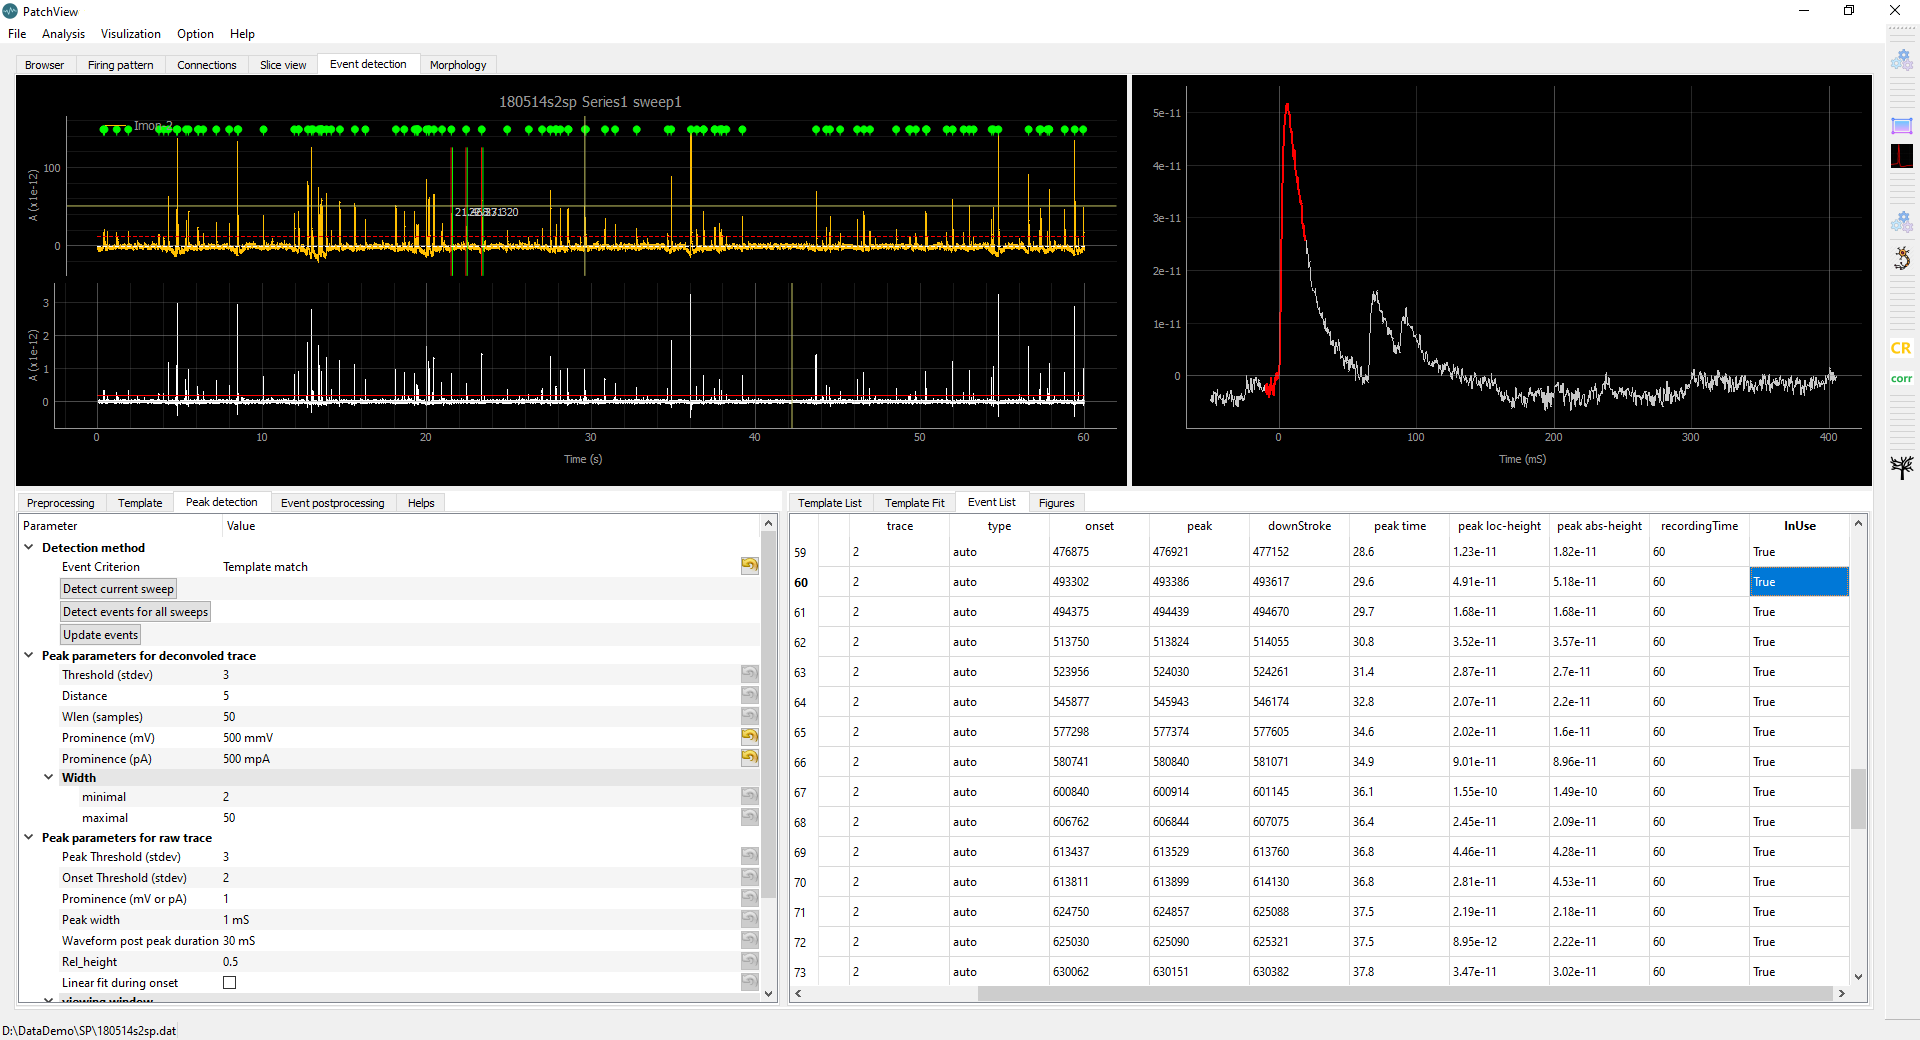 PatchView
File Analysis Visulization Option Help
Browser Firing pattern Connections Slice view Event detection Morphology
180514s2sp Series1 sweep1
A (x1e-12)
100
0
A (x1e-12)
3
2
1
0
0 10 20 30 40 50 60
Time (s)
5e-11
4e-11
3e-11
2e-11
1e-11
0
0 100 200 300 400
Time (mS)
CR
corr
Preprocessing Template Peak detection Event postprocessing Helps
Parameter Value
Detection method
Event Criterion Template match
Detect current sweep
Detect events for all sweeps
Update events
Peak parameters for deconvoled trace
Threshold (stdev) 3
Distance 5
Wlen (samples) 50
Prominence (mV) 500 mmV
Prominence (pA) 500 mpA
Width
minimal 2
maximal 50
Peak parameters for raw trace
Peak Threshold (stdev) 3
Onset Threshold (stdev) 2
Prominence (mV or pA) 1
Peak width 1 mS
Waveform post peak duration 30 mS
Rel_height 0.5
Linear fit during onset
viewing window
Template List Template Fit Event List Figures
trace type onset peak downStroke peak time peak loc-height peak abs-height recordingTime InUse
59 2 auto 476875 476921 477152 28.6 1.23e-11 1.82e-11 60 True
60 2 auto 493302 493386 493617 29.6 4.91e-11 5.18e-11 60 True
61 2 auto 494375 494439 494670 29.7 1.68e-11 1.68e-11 60 True
62 2 auto 513750 513824 514055 30.8 3.52e-11 3.57e-11 60 True
63 2 auto 523956 524030 524261 31.4 2.87e-11 2.7e-11 60 True
64 2 auto 545877 545943 546174 32.8 2.07e-11 2.2e-11 60 True
65 2 auto 577298 577374 577605 34.6 2.02e-11 1.6e-11 60 True
66 2 auto 580741 580840 581071 34.9 9.01e-11 8.96e-11 60 True
67 2 auto 600840 600914 601145 36.1 1.55e-10 1.49e-10 60 True
68 2 auto 606762 606844 607075 36.4 2.45e-11 2.09e-11 60 True
69 2 auto 613437 613529 613760 36.8 4.46e-11 4.28e-11 60 True
70 2 auto 613811 613899 614130 36.8 2.81e-11 4.53e-11 60 True
71 2 auto 624750 624857 625088 37.5 2.19e-11 2.18e-11 60 True
72 2 auto 625030 625090 625321 37.5 8.95e-12 2.22e-11 60 True
73 2 auto 630062 630151 630382 37.8 3.47e-11 3.02e-11 60 True
D:\DataDemo\SP\180514s2sp.dat